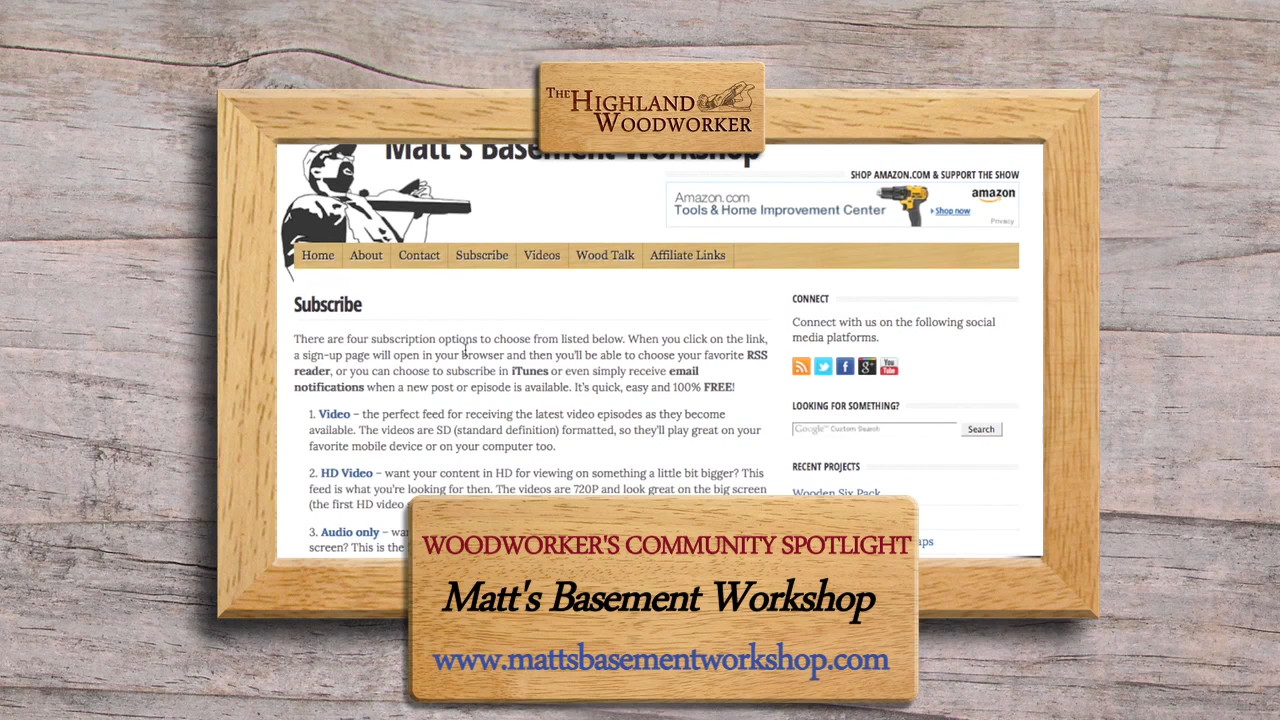 THE HIGHLAND
WOODWORKER
Matt's Basement Workshop
SHOP AMAZON.COM & SUPPORT THE SHOW
Amazon.com
Tools & Home Improvement Center
Shop now
amazon
Privacy
Home About Contact Subscribe Videos Wood Talk Affiliate Links
Subscribe
There are four subscription options to choose from listed below. When you click on the link,
a sign-up page will open in your browser and then you'll be able to choose your favorite RSS
reader, or you can choose to subscribe in iTunes or even simply receive email
notifications when a new post or episode is available. It's quick, easy and 100% FREE!
1. Video – the perfect feed for receiving the latest video episodes as they become
available. The videos are SD (standard definition) formatted, so they'll play great on your
favorite mobile device or on your computer too.
2. HD Video – want your content in HD for viewing on something a little bit bigger? This
feed is what you're looking for then. The videos are 720P and look great on the big screen
(the first HD video
3. Audio only –
screen? This is the
CONNECT
Connect with us on the following social
media platforms.
You
Tube
LOOKING FOR SOMETHING?
Google™ Custom Search
Search
RECENT PROJECTS
Wooden Six Pack
WOODWORKER'S COMMUNITY SPOTLIGHT
Matt's Basement Workshop
www.mattsbasementworkshop.com